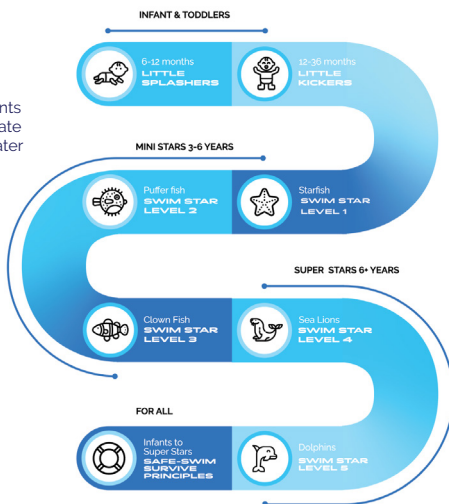 INFANT & TODDLERS
6-12 months
LITTLE
SPLASHERS
12-36 months
LITTLE
KICKERS
ents
ate
ater
MINI STARS 3-6 YEARS
Puffer fish
SWIM STAR
LEVEL 2
Starfish
SWIM STAR
LEVEL 1
SUPER STARS 6+ YEARS
Clown Fish
SWIM STAR
LEVEL 3
Sea Lions
SWIM STAR
LEVEL 4
FOR ALL
Infants to
Super Stars
SAFE-SWIM
SURVIVE
PRINCIPLES
Dolphins
SWIM STAR
LEVEL 5